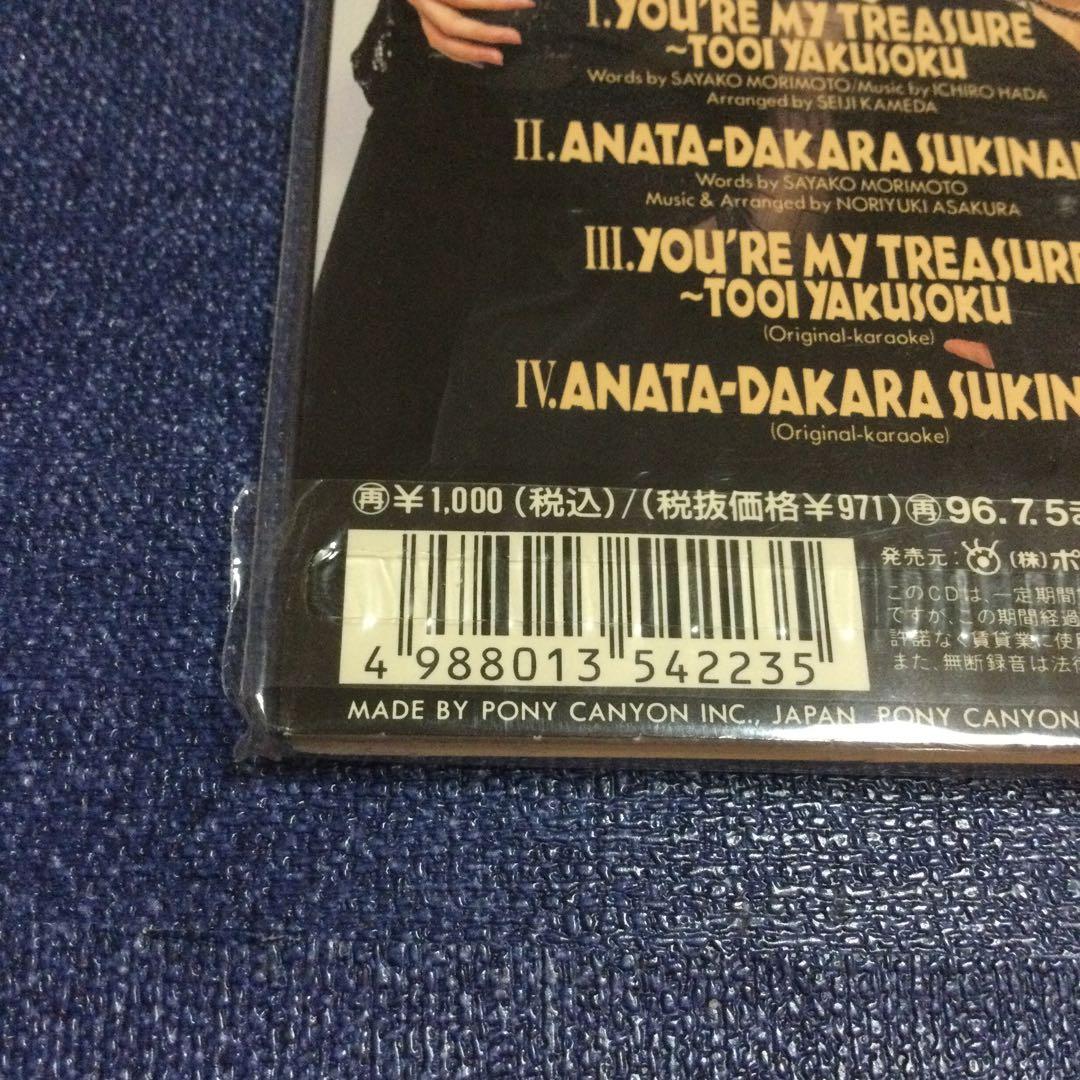 I.YOU'RE MY TREASURE
~TOOI YAKUSOKU
Words by SAYAKO MORIMOTO/Music by ICHIRO HADA
Arranged by SEIJI KAMEDA
II.ANATA-DAKARA SUKINA
Words by SAYAKO MORIMOTO
Music & Arranged by NORIYUKI ASAKURA
III.YOU'RE MY TREASURE
~TOOI YAKUSOKU
(Original-karaoke)
IV.ANATA-DAKARA SUKIN
(Original-karaoke)
再¥1,000 (税込)/(税抜価格¥971)再96.7.5ま
発売元: (株)ポ
このCDは、一定期間
ですが、この期間経過
許諾なく賃貸業に使
また、無断録音は法
4 988013 542235
MADE BY PONY CANYON INC., JAPAN PONY CANYON